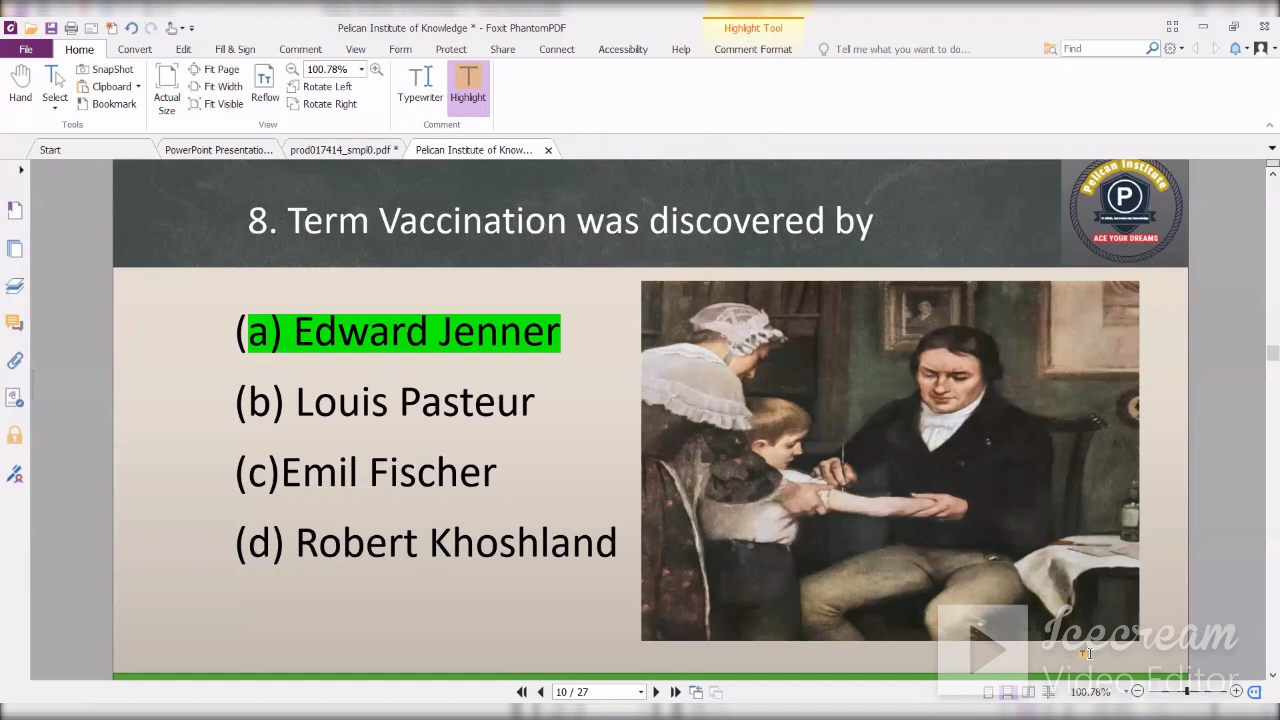 Pelican Institute of Knowledge * - Foxit PhantomPDF
Highlight Tool
File Home Convert Edit Fill & Sign Comment View Form Protect Share Connect Accessibility Help Comment Format Tell me what you want to do... Find
Hand
Select
SnapShot
Clipboard
Bookmark
Tools
Actual Size
Fit Page
Fit Width
Fit Visible
Reflow
100.78%
Rotate Left
Rotate Right
View
Typewriter
Highlight
Comment
Start PowerPoint Presentatio... prod017414_smpl0.pdf * Pelican Institute of Know...
8. Term Vaccination was discovered by
Pelican Institute
P
ACE YOUR DREAMS
(a) Edward Jenner
(b) Louis Pasteur
(c)Emil Fischer
(d) Robert Khoshland
Icecream
Video Editor
10 / 27
100.78%